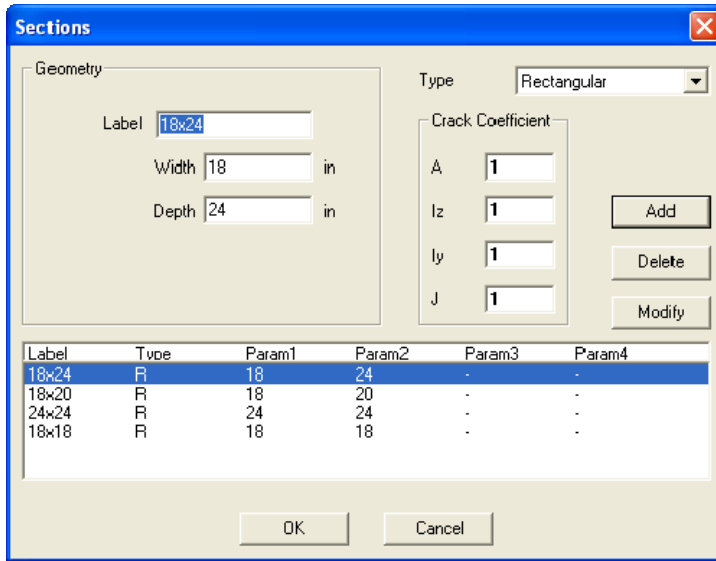 Sections
Geometry
Label 18x24
Width 18 in
Depth 24 in
Type Rectangular
Crack Coefficient
A 1
Iz 1
Iy 1
J 1
Add
Delete
Modify
Label Type Param1 Param2 Param3 Param4
18x24 R 18 24 - -
18x20 R 18 20 - -
24x24 R 24 24 - -
18x18 R 18 18 - -
OK Cancel